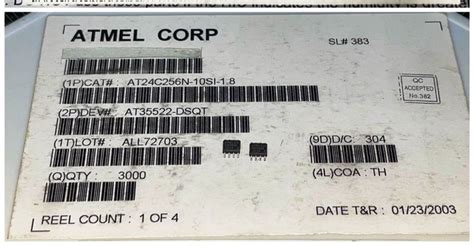 ATMEL CORP
SL# 383
(1P)CAT# : AT24C256N-10SI-1.8
QC
ACCEPTED
No.382
(2P)DEV# : AT35522-DSQT
(1T)LOT# : ALL72703
(9D)D/C: 304
(Q)QTY : 3000
(4L)COA : TH
REEL COUNT : 1 OF 4
DATE T&R : 01/23/2003